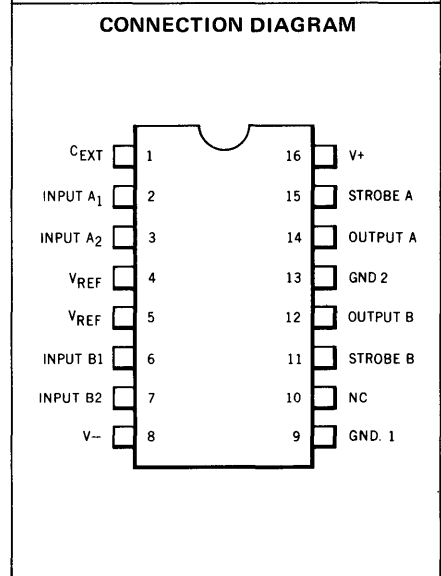 CONNECTION DIAGRAM
CEXT 1 16 V+
INPUT A1 2 15 STROBE A
INPUT A2 3 14 OUTPUT A
VREF 4 13 GND 2
VREF 5 12 OUTPUT B
INPUT B1 6 11 STROBE B
INPUT B2 7 10 NC
V– 8 9 GND. 1